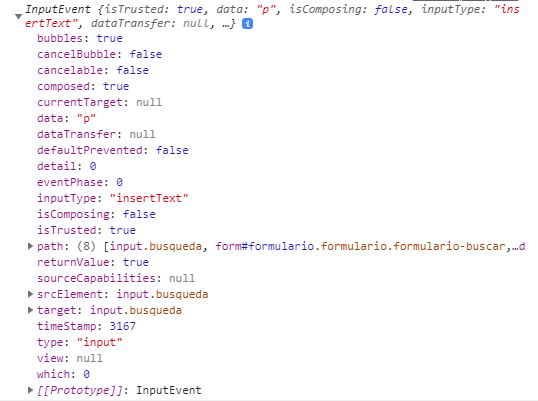 InputEvent {isTrusted: true, data: "p", isComposing: false, inputType: "ins
ertText", dataTransfer: null, …} i
bubbles: true
cancelBubble: false
cancelable: false
composed: true
currentTarget: null
data: "p"
dataTransfer: null
defaultPrevented: false
detail: 0
eventPhase: 0
inputType: "insertText"
isComposing: false
isTrusted: true
path: (8) [input.busqueda, form#formulario.formulario.formulario-buscar,…d
returnValue: true
sourceCapabilities: null
srcElement: input.busqueda
target: input.busqueda
timeStamp: 3167
type: "input"
view: null
which: 0
[[Prototype]]: InputEvent